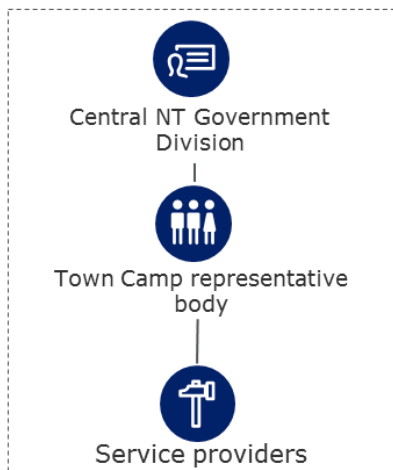 Central NT Government
Division
Town Camp representative
body
Service providers